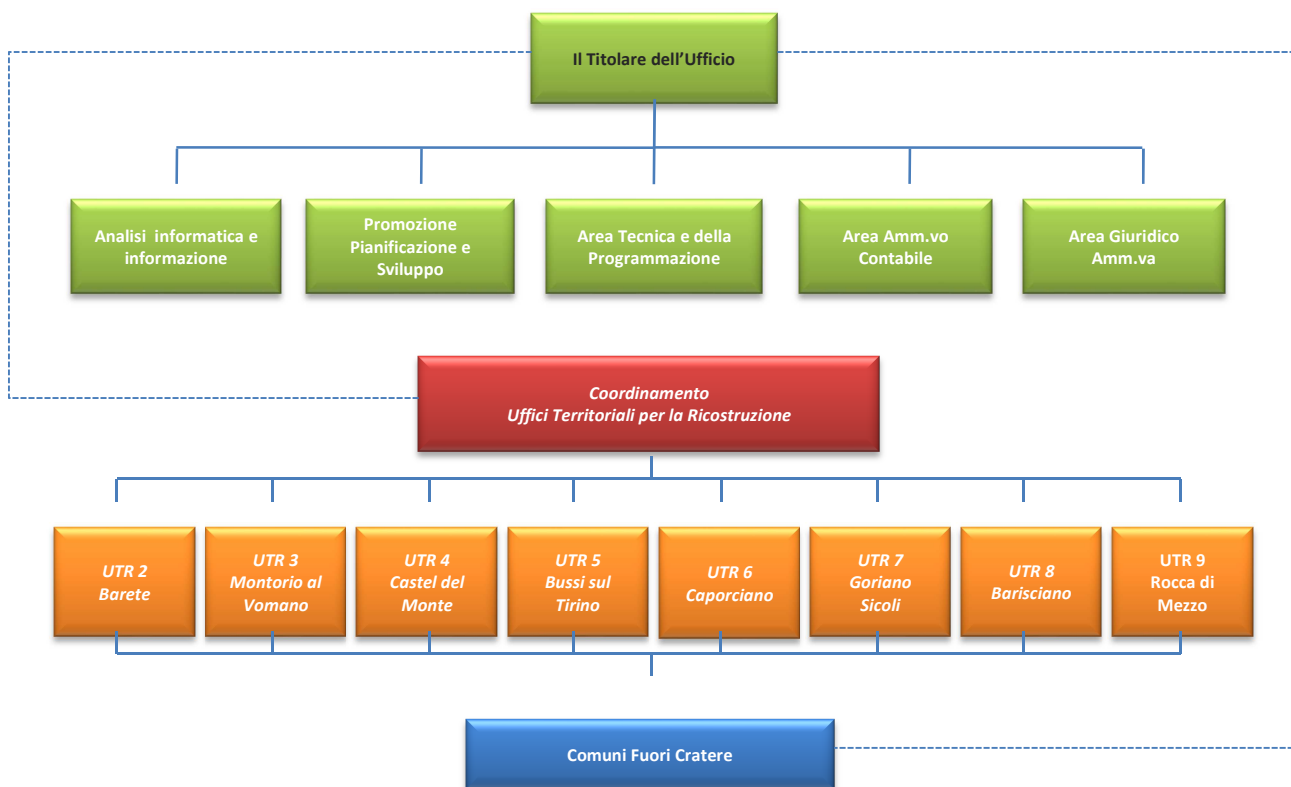 Il Titolare dell’Ufficio
Analisi informatica e
informazione
Promozione
Pianificazione e
Sviluppo
Area Tecnica e della
Programmazione
Area Amm.vo
Contabile
Area Giuridico
Amm.va
Coordinamento
Uffici Territoriali per la Ricostruzione
UTR 2
Barete
UTR 3
Montorio al
Vomano
UTR 4
Castel del
Monte
UTR 5
Bussi sul
Tirino
UTR 6
Caporciano
UTR 7
Goriano
Sicoli
UTR 8
Barisciano
UTR 9
Rocca di
Mezzo
Comuni Fuori Cratere